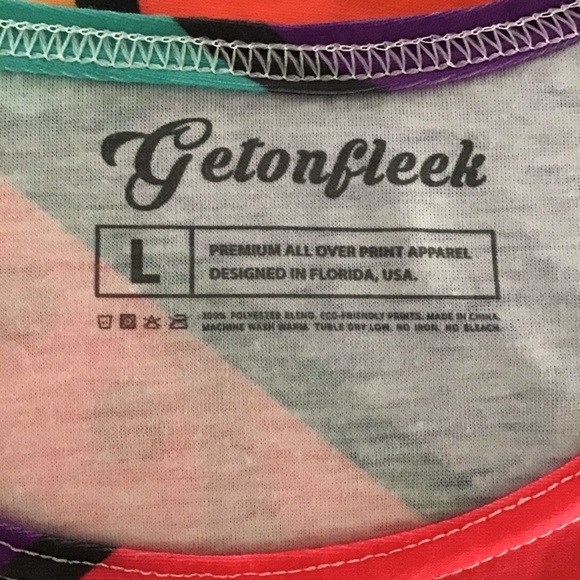 Getonfleek
L
PREMIUM ALL OVER PRINT APPAREL
DESIGNED IN FLORIDA, USA.
100% POLYESTER BLEND. ECO-FRIENDLY PRINTS. MADE IN CHINA.
MACHINE WASH WARM. TUBLE DRY LOW. NO IRON, NO BLEACH.